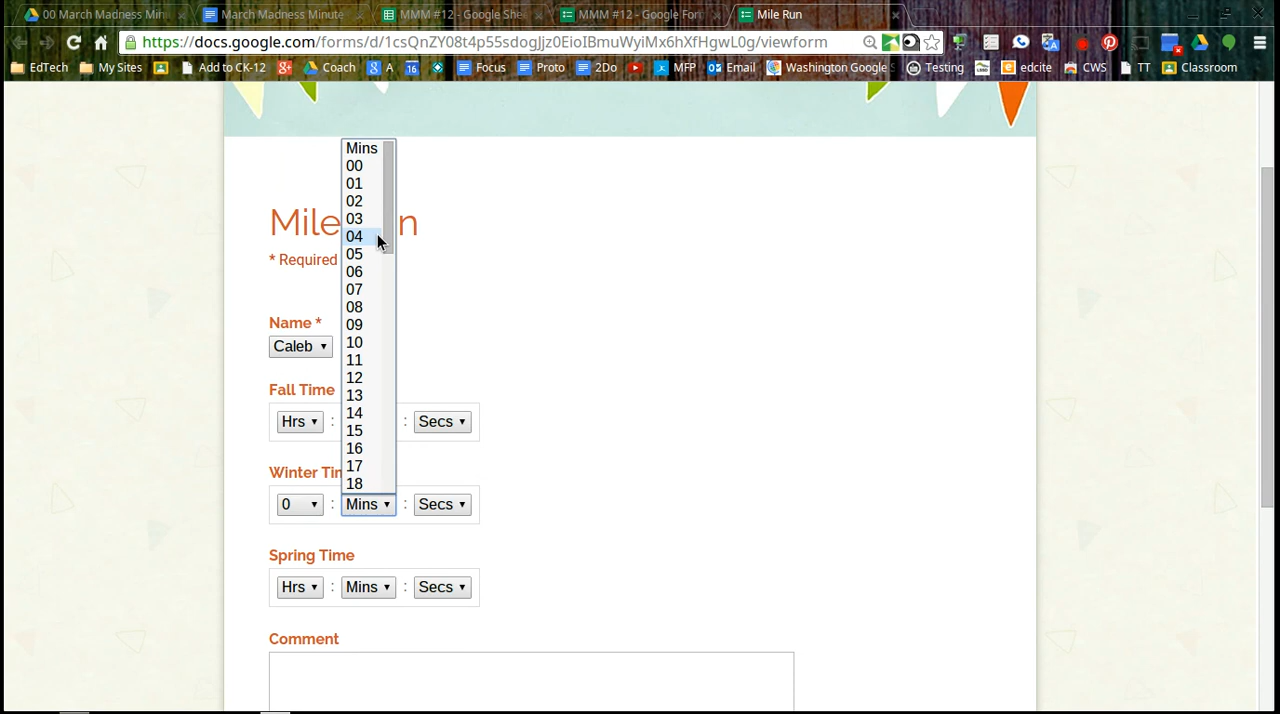 00 March Madness Min
March Madness Minute
MMM #12 - Google She
MMM #12 - Google For
Mile Run
https://docs.google.com/forms/d/1csQnZY08t4p55sdogJjz0EioIBmuWyiMx6hXfHgwL0g/viewform
EdTech
My Sites
Add to CK-12
Coach
A
16
Focus
Proto
2Do
MFP
Email
Washington Google S
Testing
edcite
CWS
TT
Classroom
Mile n
* Required
Mins
00
01
02
03
04
05
06
07
08
09
10
11
12
13
14
15
16
17
18
Name *
Caleb
Fall Time
Hrs : : Secs
Winter Tim
0 : Mins : Secs
Spring Time
Hrs : Mins : Secs
Comment